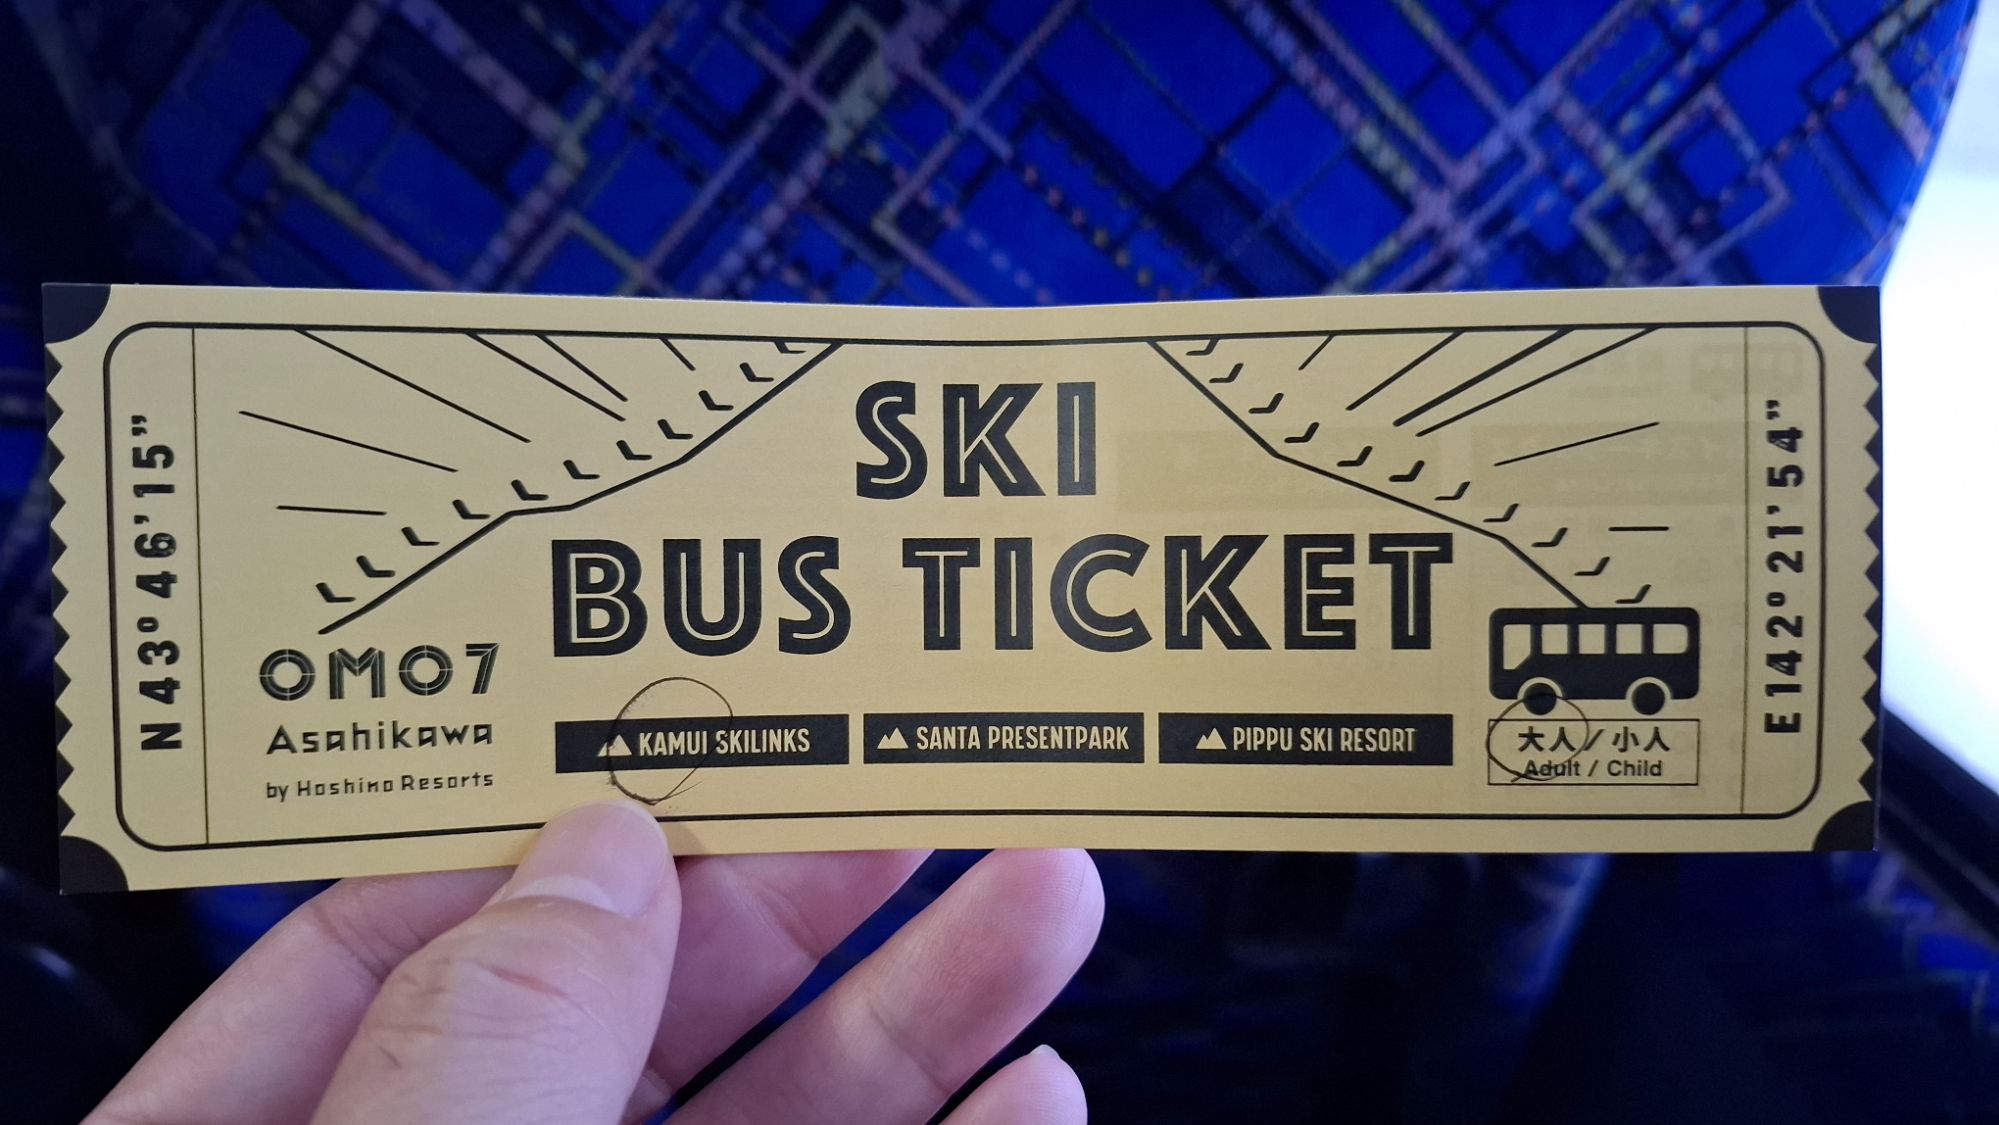 N 43° 46' 15"
SKI
BUS TICKET
OMO7
Asahikawa
by Hoshino Resorts
KAMUI SKILINKS
SANTA PRESENTPARK
PIPPU SKI RESORT
大人 / 小人
Adult / Child
E 142° 21' 54"